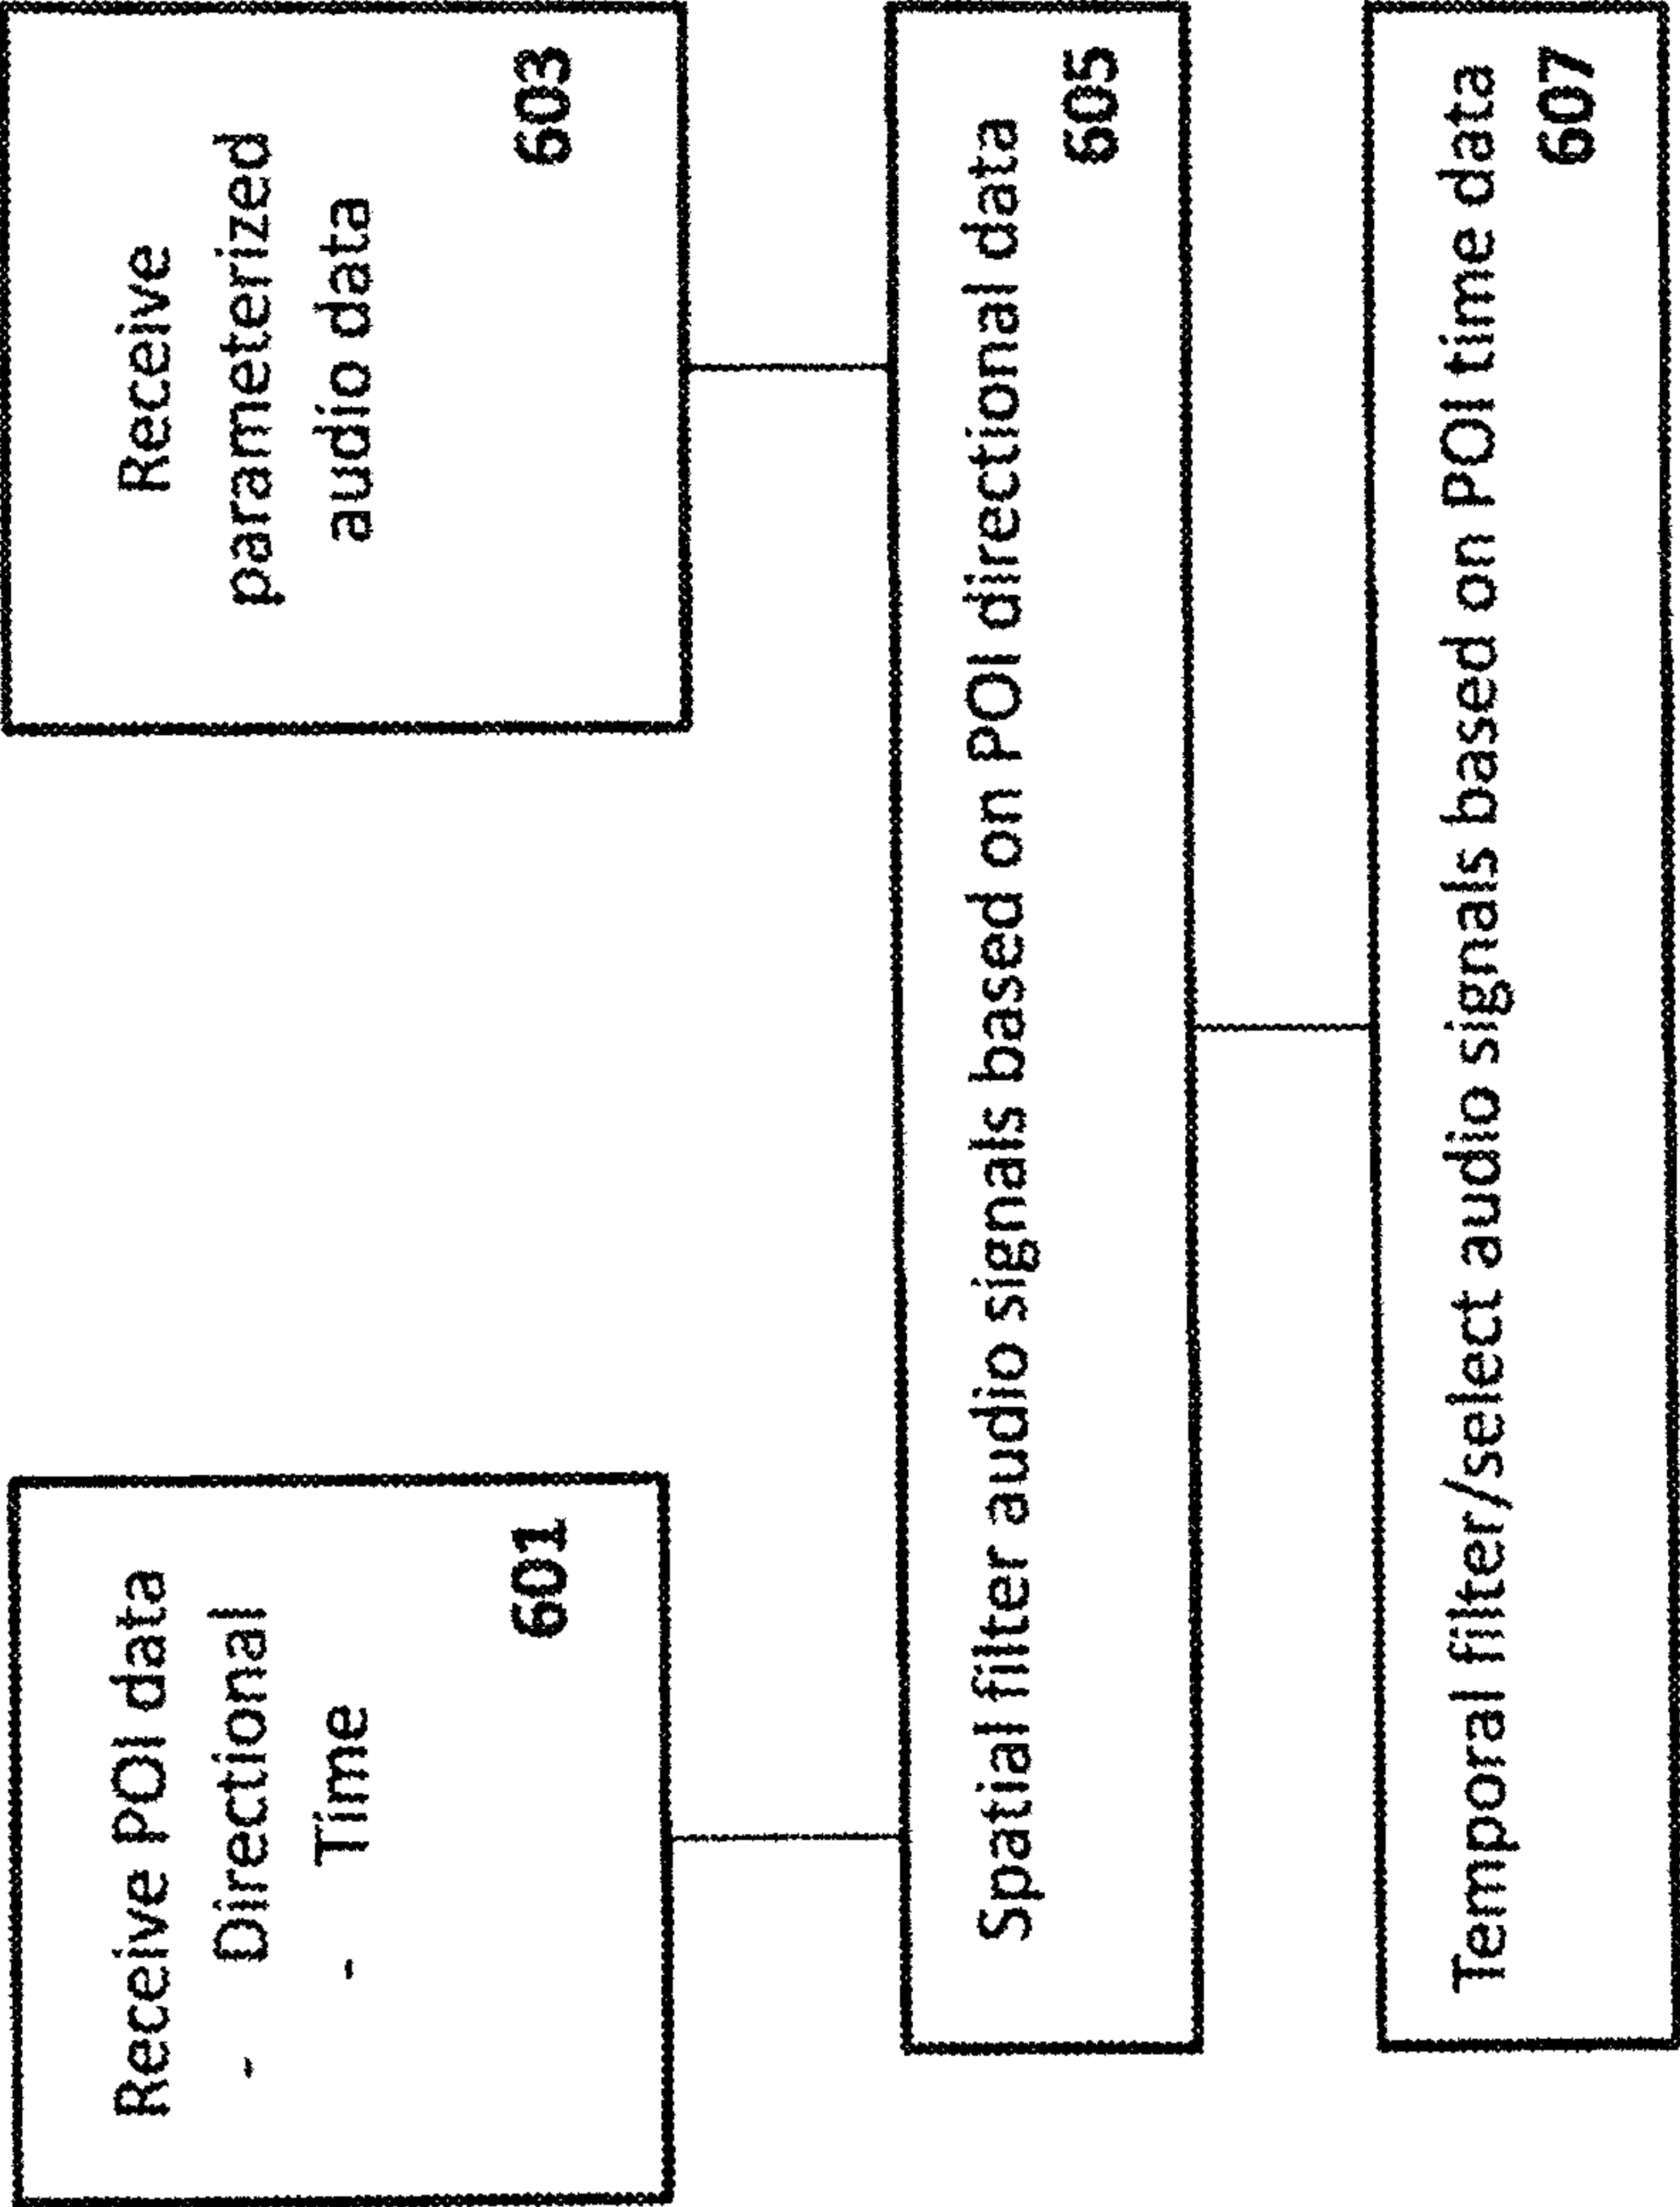 Receive POI data
- Directional
- Time
601
Receive
parameterized
audio data
603
Spatial filter audio signals based on POI directional data
605
Temporal filter/select audio signals based on POI time data
607